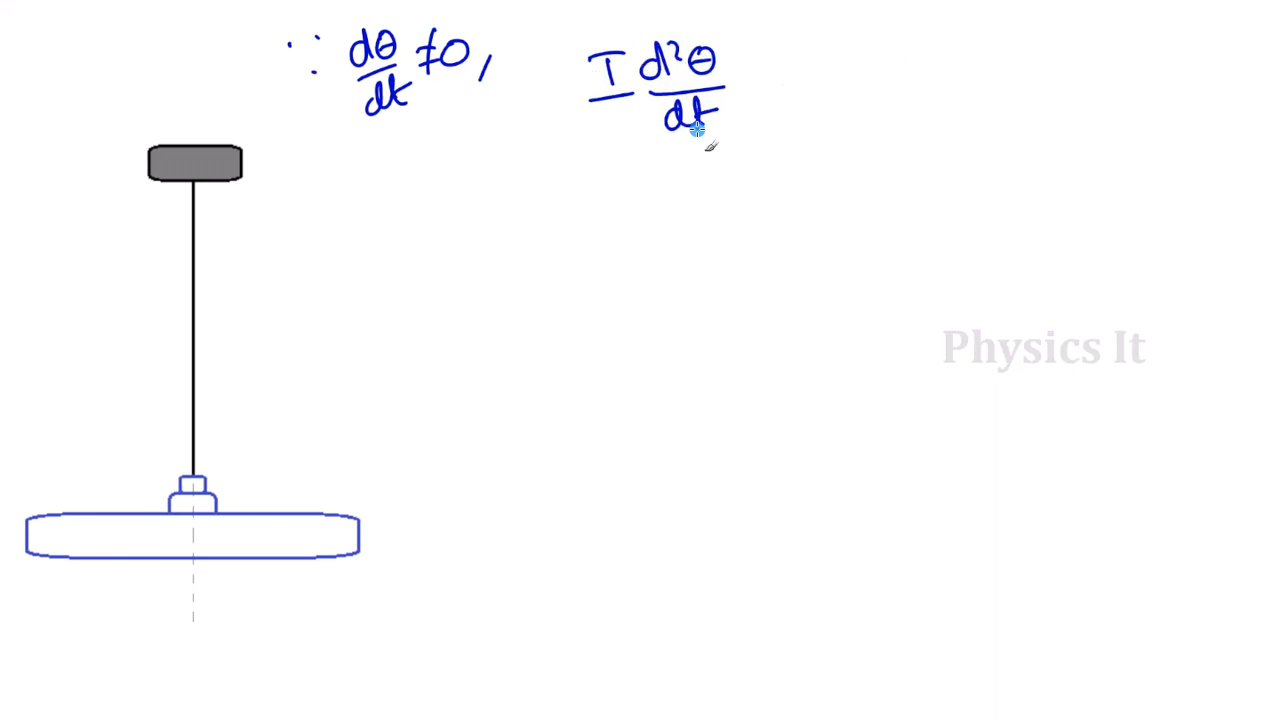 ∵ dθ/dt ≠ 0, I d²θ/dt
Physics It